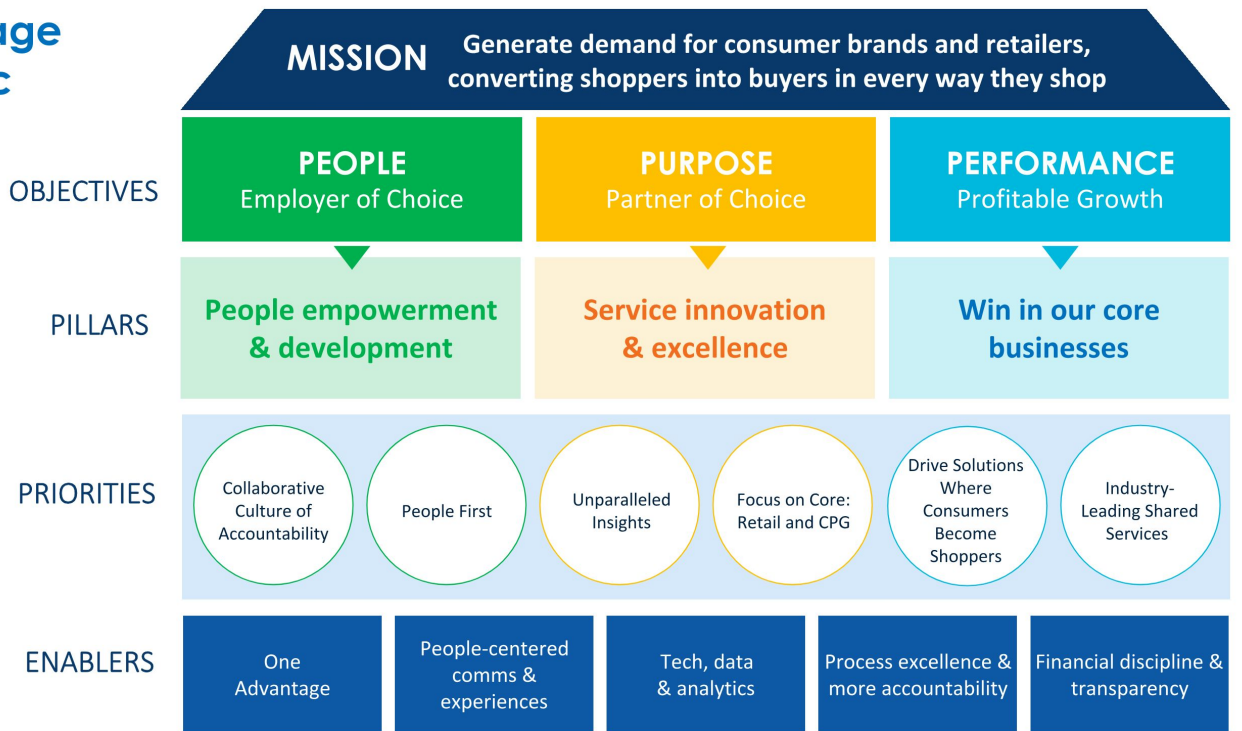 age
c
MISSION
Generate demand for consumer brands and retailers,
converting shoppers into buyers in every way they shop
OBJECTIVES
PEOPLE
Employer of Choice
PURPOSE
Partner of Choice
PERFORMANCE
Profitable Growth
PILLARS
People empowerment
& development
Service innovation
& excellence
Win in our core
businesses
PRIORITIES
Collaborative
Culture of
Accountability
People First
Unparalleled
Insights
Focus on Core:
Retail and CPG
Drive Solutions
Where
Consumers
Become
Shoppers
Industry-
Leading Shared
Services
ENABLERS
One
Advantage
People-centered
comms &
experiences
Tech, data
& analytics
Process excellence &
more accountability
Financial discipline &
transparency